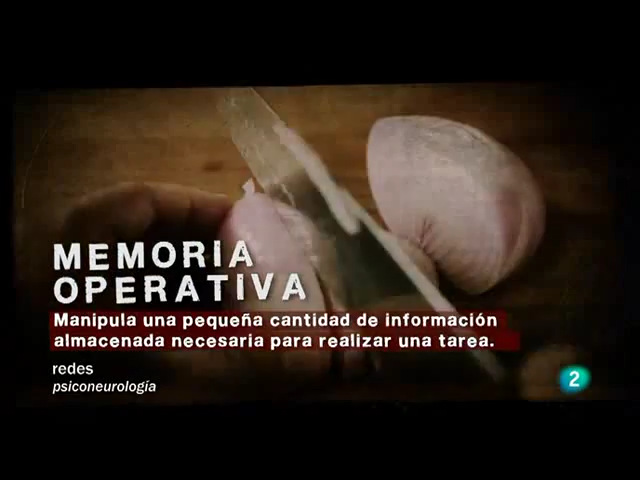 MEMORIA
OPERATIVA
Manipula una pequeña cantidad de información
almacenada necesaria para realizar una tarea.
redes
psiconeurología
2